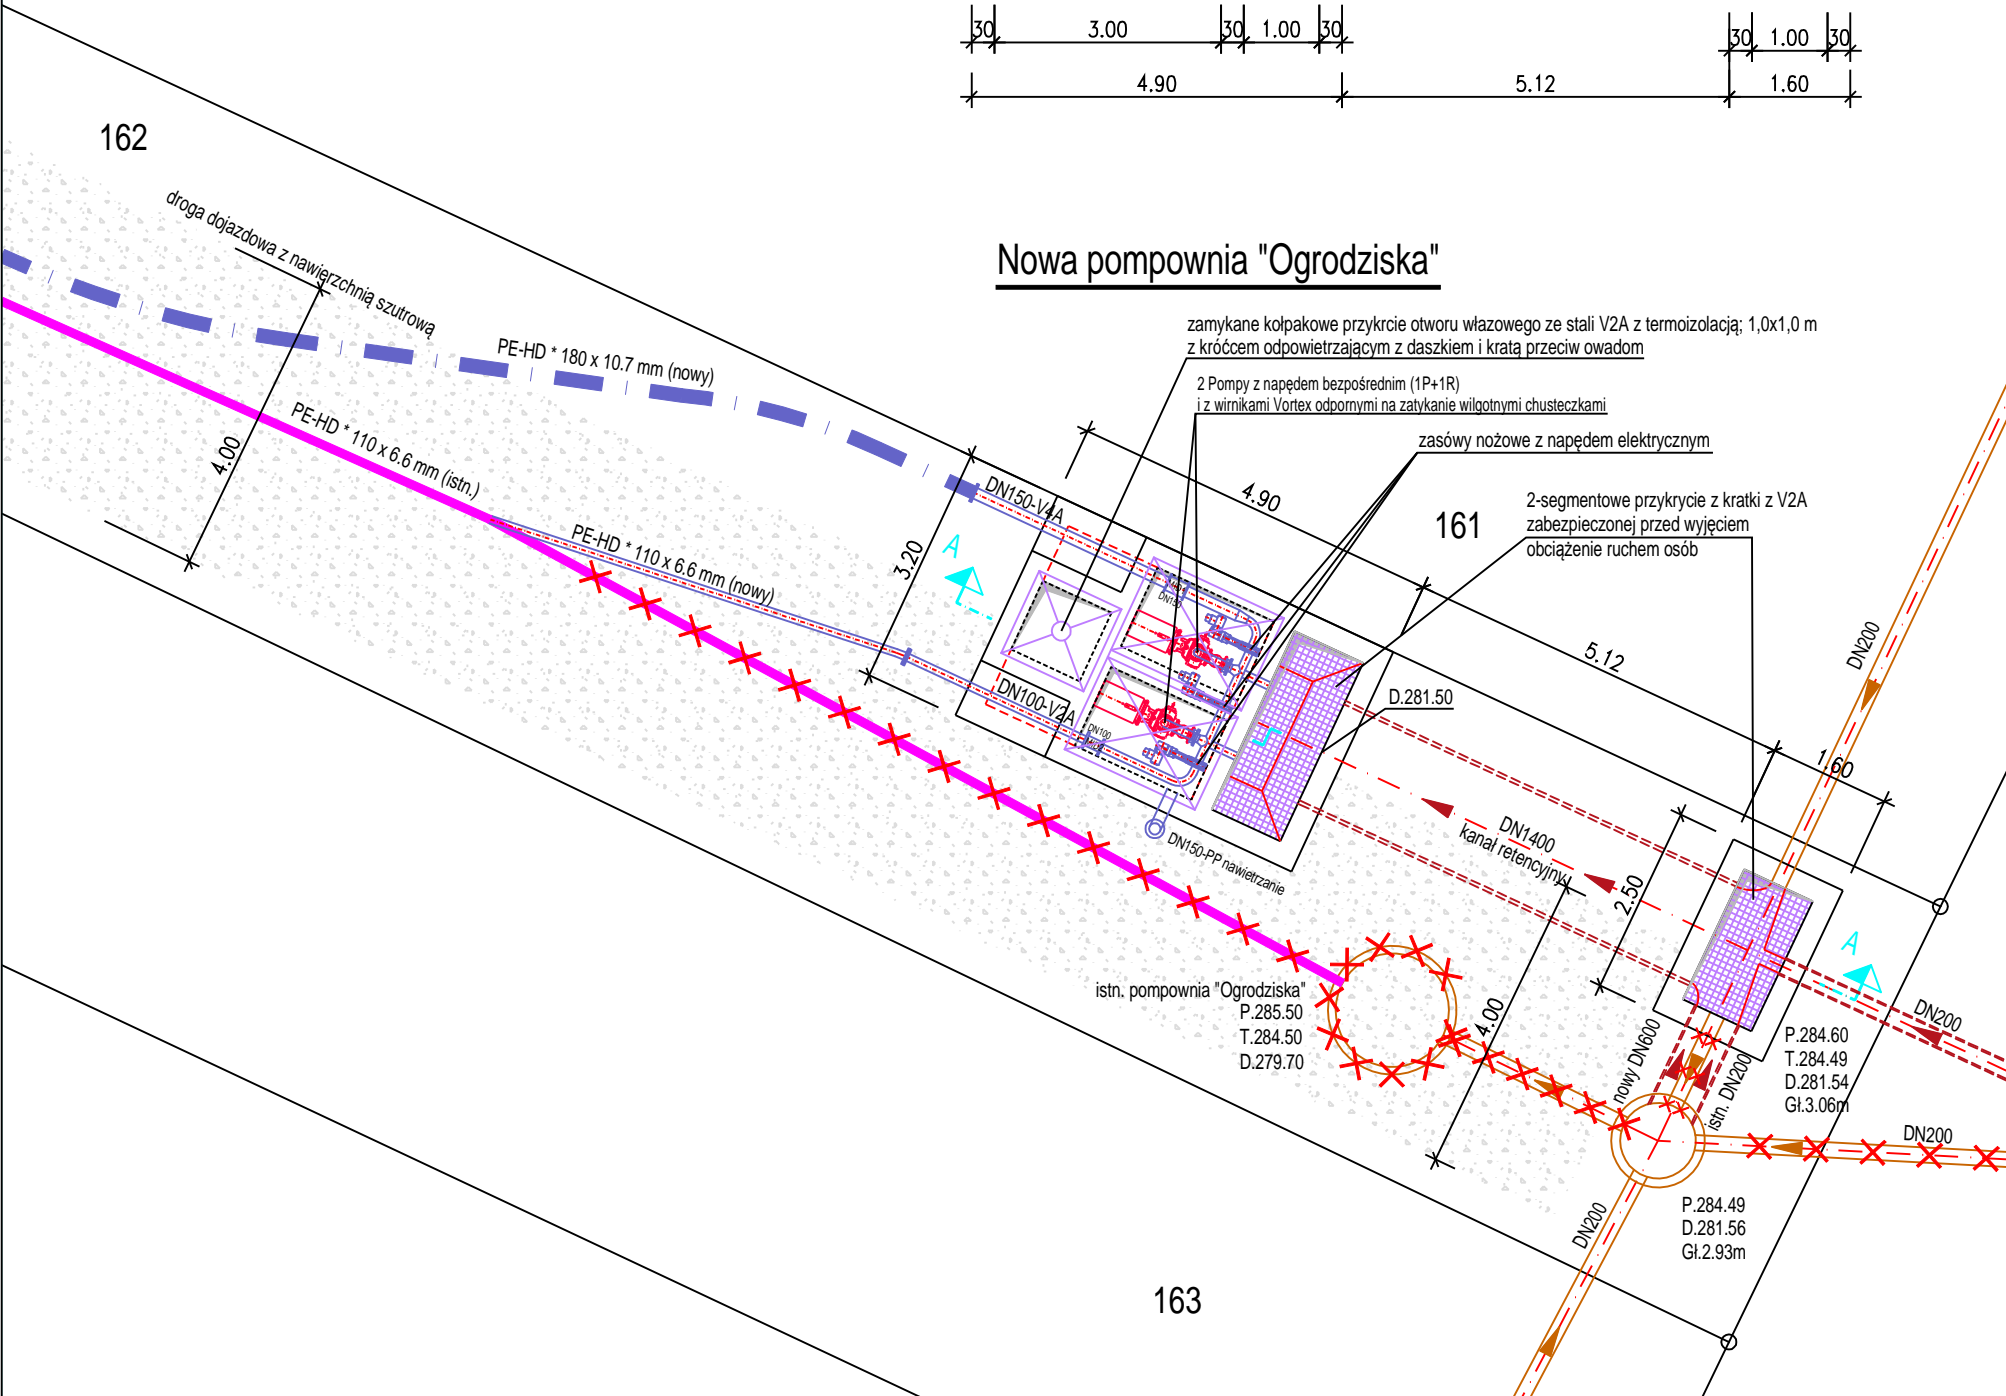 30
3.00
30
1.00
30
30
1.00
30
4.90
5.12
1.60
162
droga dojazdowa z nawierzchnią szutrową
Nowa pompownia "Ogrodziska"
zamykane kołpakowe przykrcie otworu włazowego ze stali V2A z termoizolacją; 1,0x1,0 m
z króćcem odpowietrzającym z daszkiem i kratą przeciw owadom
PE-HD * 180 x 10.7 mm (nowy)
2 Pompy z napędem bezpośrednim (1P+1R)
i z wirnikami Vortex odpornymi na zatykanie wilgotnymi chusteczkami
PE-HD * 110 x 6.6 mm (istn.)
4.00
zasówy nożowe z napędem elektrycznym
DN150-V4A
4.90
161
2-segmentowe przykrycie z kratki z V2A
zabezpieczonej przed wyjęciem
obciążenie ruchem osób
PE-HD * 110 x 6.6 mm (nowy)
3.20
A
DN150
DN200
5.12
DN100-V2A
D.281.50
DN100
1.60
DN1400
kanał retencyjny
DN150-PP nawietrzanie
2.50
A
istn. pompownia "Ogrodziska"
P.285.50
T.284.50
D.279.70
4.00
nowy DN600
istn. DN200
DN200
P.284.60
T.284.49
D.281.54
Gł.3.06m
DN200
P.284.49
D.281.56
Gł.2.93m
DN200
163